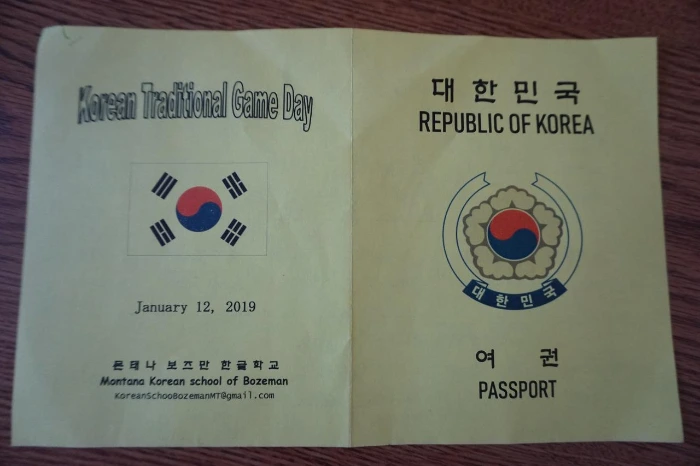 Korean Traditional Game Day
January 12, 2019
몬태나 보즈만 한글학교
Montana Korean school of Bozeman
KoreanSchooBozemanMT@gmail.com
대한민국
REPUBLIC OF KOREA
대한민국
여권
PASSPORT